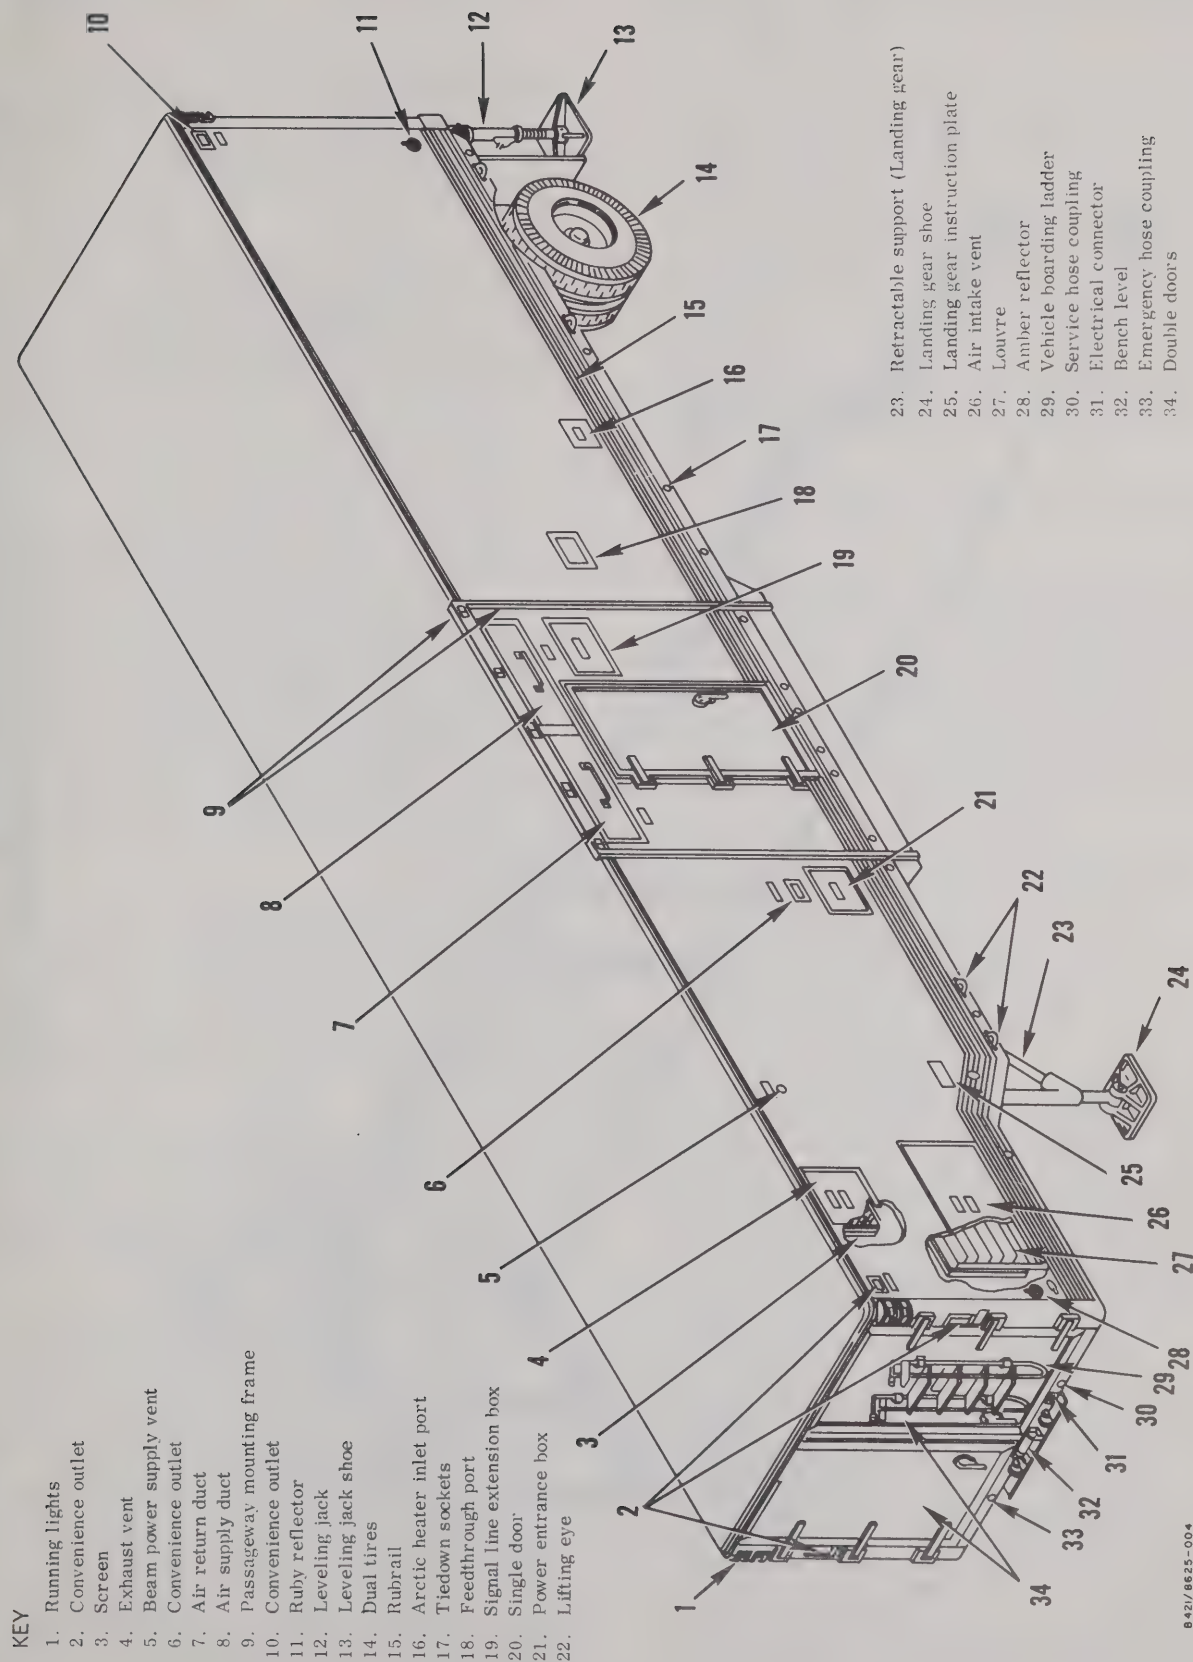 KEY
1. Running lights
2. Convenience outlet
3. Screen
4. Exhaust vent
5. Beam power supply vent
6. Convenience outlet
7. Air return duct
8. Air supply duct
9. Passageway mounting frame
10. Convenience outlet
11. Ruby reflector
12. Leveling jack
13. Leveling jack shoe
14. Dual tires
15. Rubrail
16. Arctic heater inlet port
17. Tiedown sockets
18. Feedthrough port
19. Signal line extension box
20. Single door
21. Power entrance box
22. Lifting eye
23. Retractable support (Landing gear)
24. Landing gear shoe
25. Landing gear instruction plate
26. Air intake vent
27. Louvre
28. Amber reflector
29. Vehicle boarding ladder
30. Service hose coupling
31. Electrical connector
32. Bench level
33. Emergency hose coupling
34. Double doors
1
2
3
4
5
6
7
8
9
10
11
12
13
14
15
16
17
18
19
20
21
22
23
24
25
26
27
28
29
30
31
32
33
34
8421/8625-094